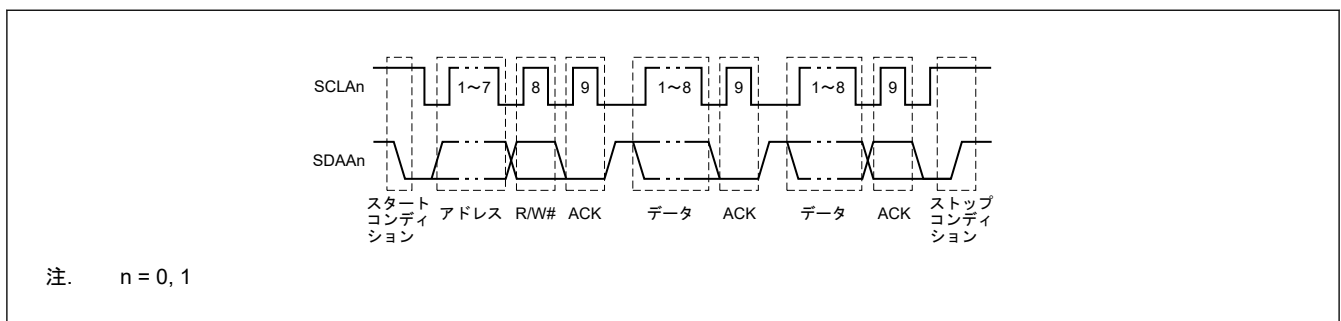 SCLAn
1～7
8
9
1～8
9
1～8
9
SDAAn
スタート
コンディ
ション
アドレス
R/W#
ACK
データ
ACK
データ
ACK
ストップ
コンディ
ション
注. n = 0, 1